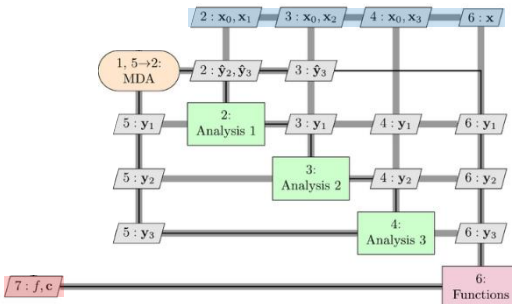 2 : x₀, x₁
3 : x₀, x₂
4 : x₀, x₃
6 : x
1, 5→2:
MDA
2 : ŷ₂, ŷ₃
3 : ŷ₃
5 : y₁
2:
Analysis 1
3 : y₁
4 : y₁
6 : y₁
5 : y₂
3:
Analysis 2
4 : y₂
6 : y₂
5 : y₃
4:
Analysis 3
6 : y₃
7 : f, c
6:
Functions